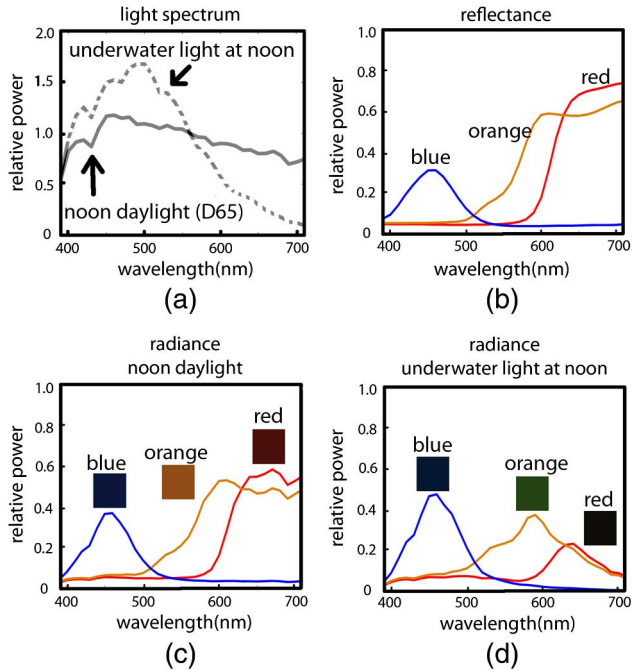 light spectrum
2.0
underwater light at noon
1.5
1.0
0.5
noon daylight (D65)
0
400 500 600 700
relative power
wavelength(nm)
(a)
reflectance
1.0
red
0.8
orange
0.6
blue
0.4
0.2
0
400 500 600 700
relative power
wavelength(nm)
(b)
radiance
noon daylight
1.0
red
0.8
blue
orange
0.6
0.4
0.2
0
400 500 600 700
relative power
wavelength(nm)
(c)
radiance
underwater light at noon
1.0
0.8
blue
orange
0.6
red
0.4
0.2
0
400 500 600 700
relative power
wavelength(nm)
(d)